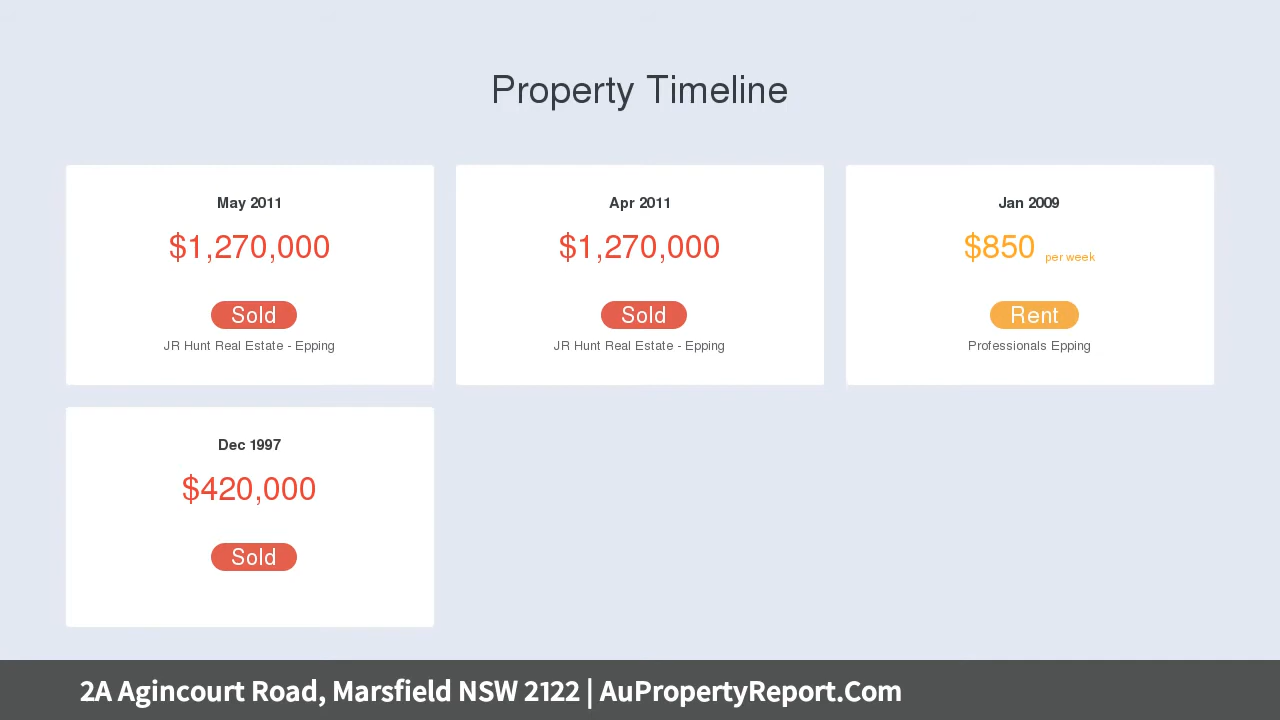 Property Timeline
May 2011
$1,270,000
Sold
JR Hunt Real Estate - Epping
Apr 2011
$1,270,000
Sold
JR Hunt Real Estate - Epping
Jan 2009
$850 per week
Rent
Professionals Epping
Dec 1997
$420,000
Sold
2A Agincourt Road, Marsfield NSW 2122 | AuPropertyReport.Com